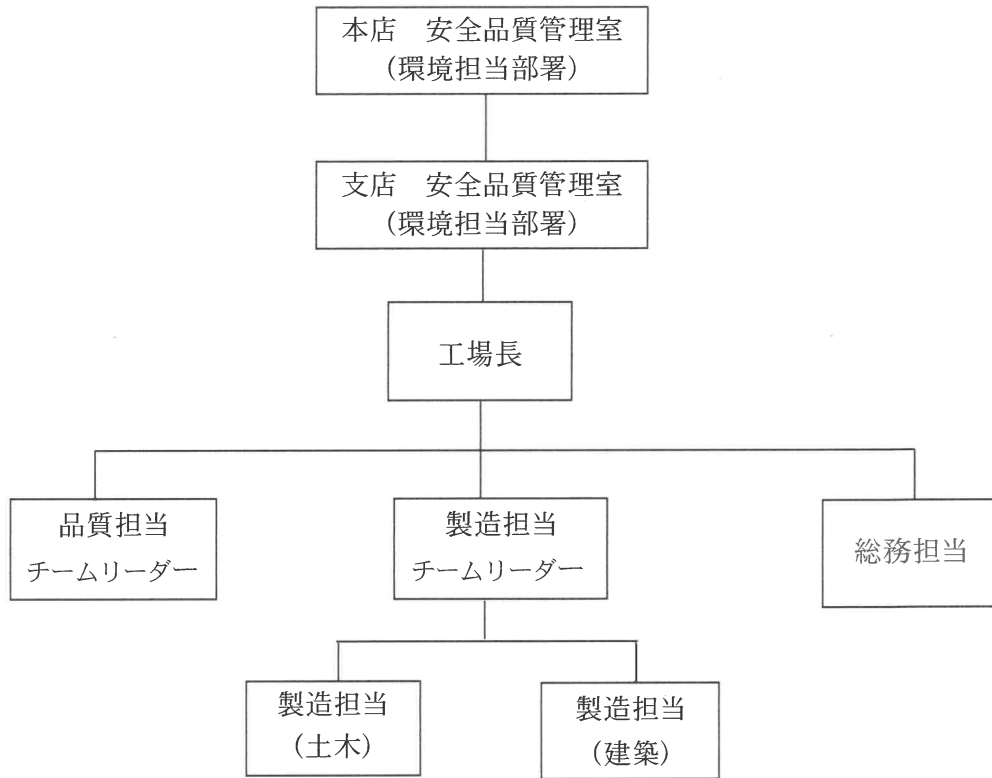 本店　安全品質管理室
（環境担当部署）
支店　安全品質管理室
（環境担当部署）
工場長
品質担当
チームリーダー
製造担当
チームリーダー
総務担当
製造担当
（土木）
製造担当
（建築）